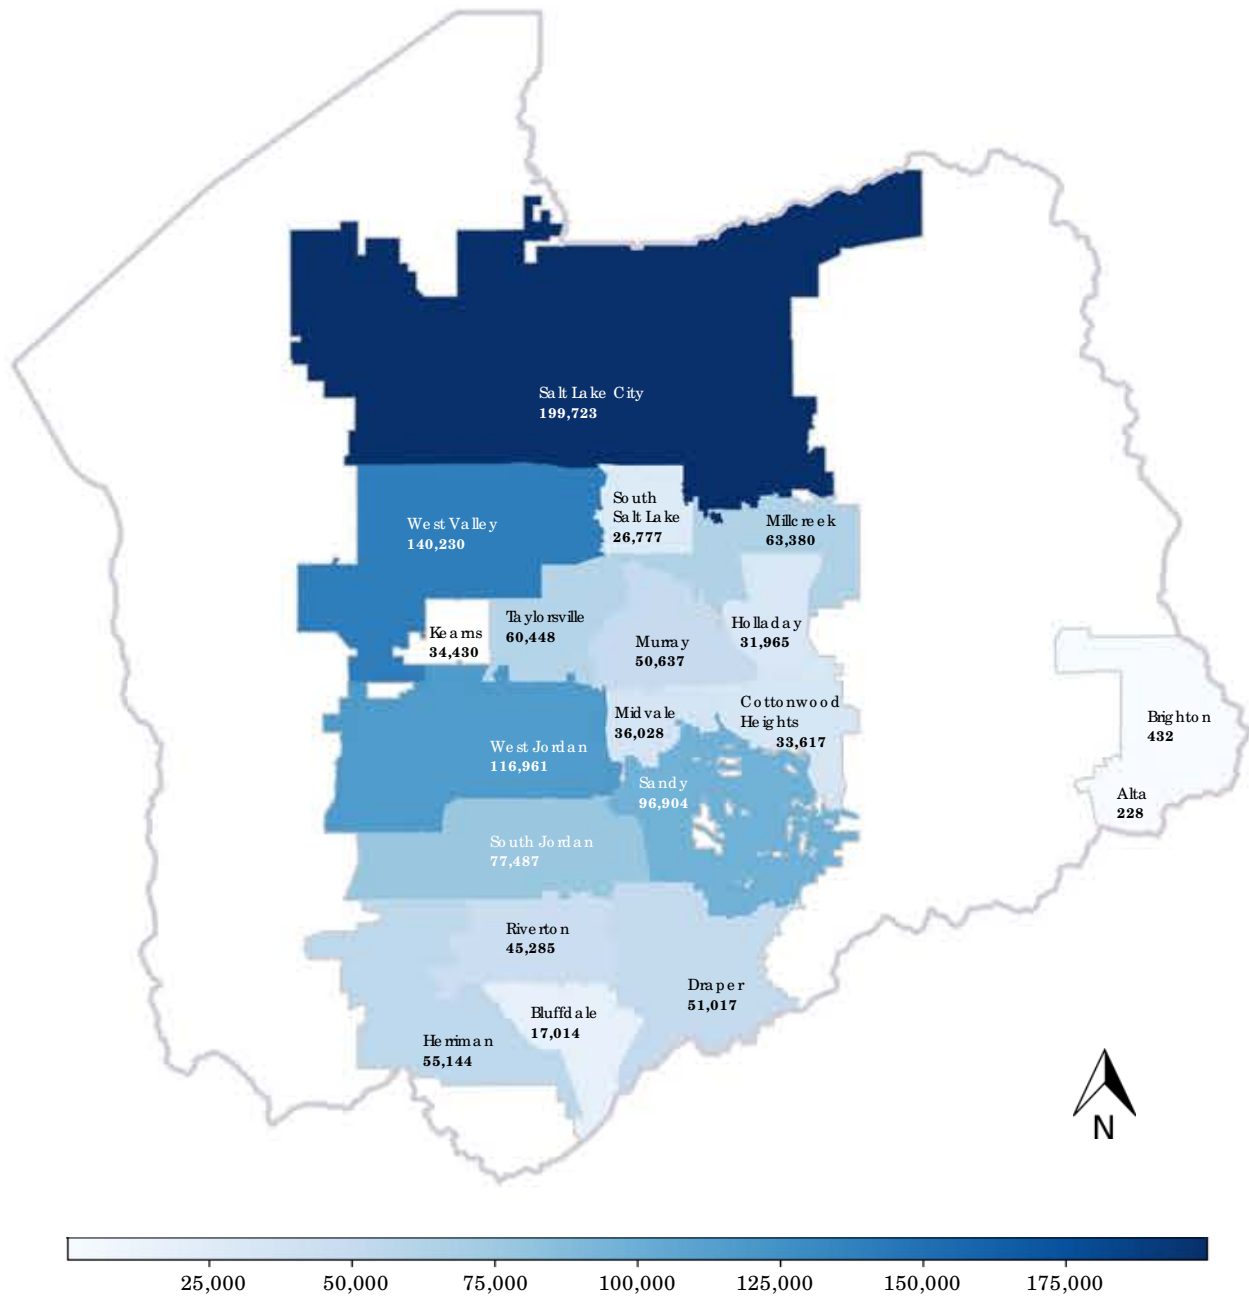 Salt Lake City
199,723
South
Salt Lake
26,777
West Valley
140,230
Millcreek
63,380
Taylorsville
60,448
Kearns
34,430
Murray
50,637
Holladay
31,965
Midvale
36,028
Cottonwood
Heights
33,617
Brighton
432
West Jordan
116,961
Sandy
96,904
Alta
228
South Jordan
77,487
Riverton
45,285
Draper
51,017
Bluffdale
17,014
Herriman
55,144
N
25,000
50,000
75,000
100,000
125,000
150,000
175,000